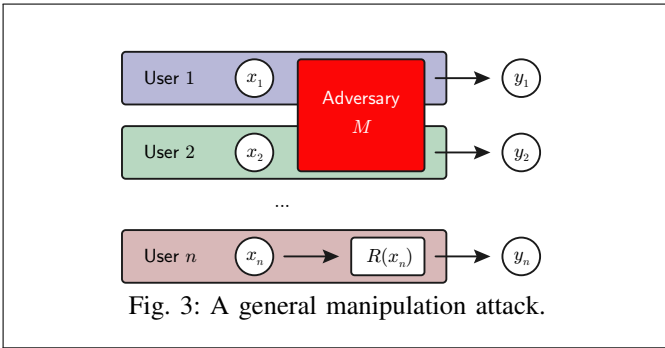 User 1 x₁ Adversary y₁
M
User 2 x₂ y₂
...
User n xₙ R(xₙ) yₙ
Fig. 3: A general manipulation attack.